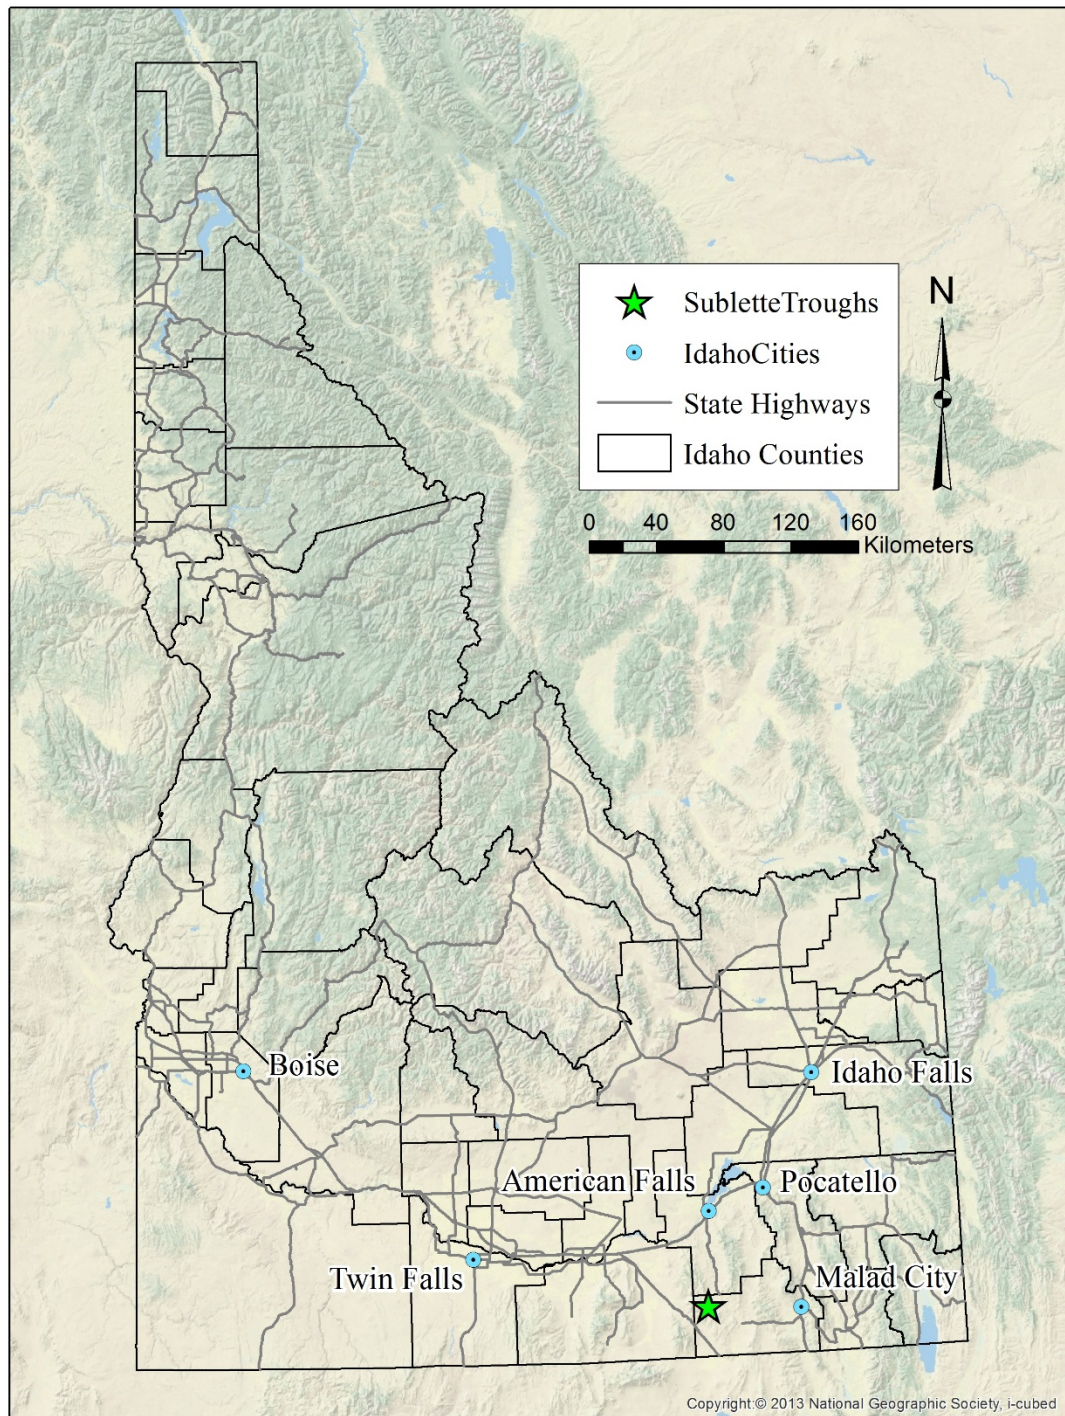 SubletteTroughs
IdahoCities
State Highways
Idaho Counties
N
0 40 80 120 160
Kilometers
Boise
Idaho Falls
American Falls
Pocatello
Twin Falls
Malad City
Copyright:© 2013 National Geographic Society, i-cubed